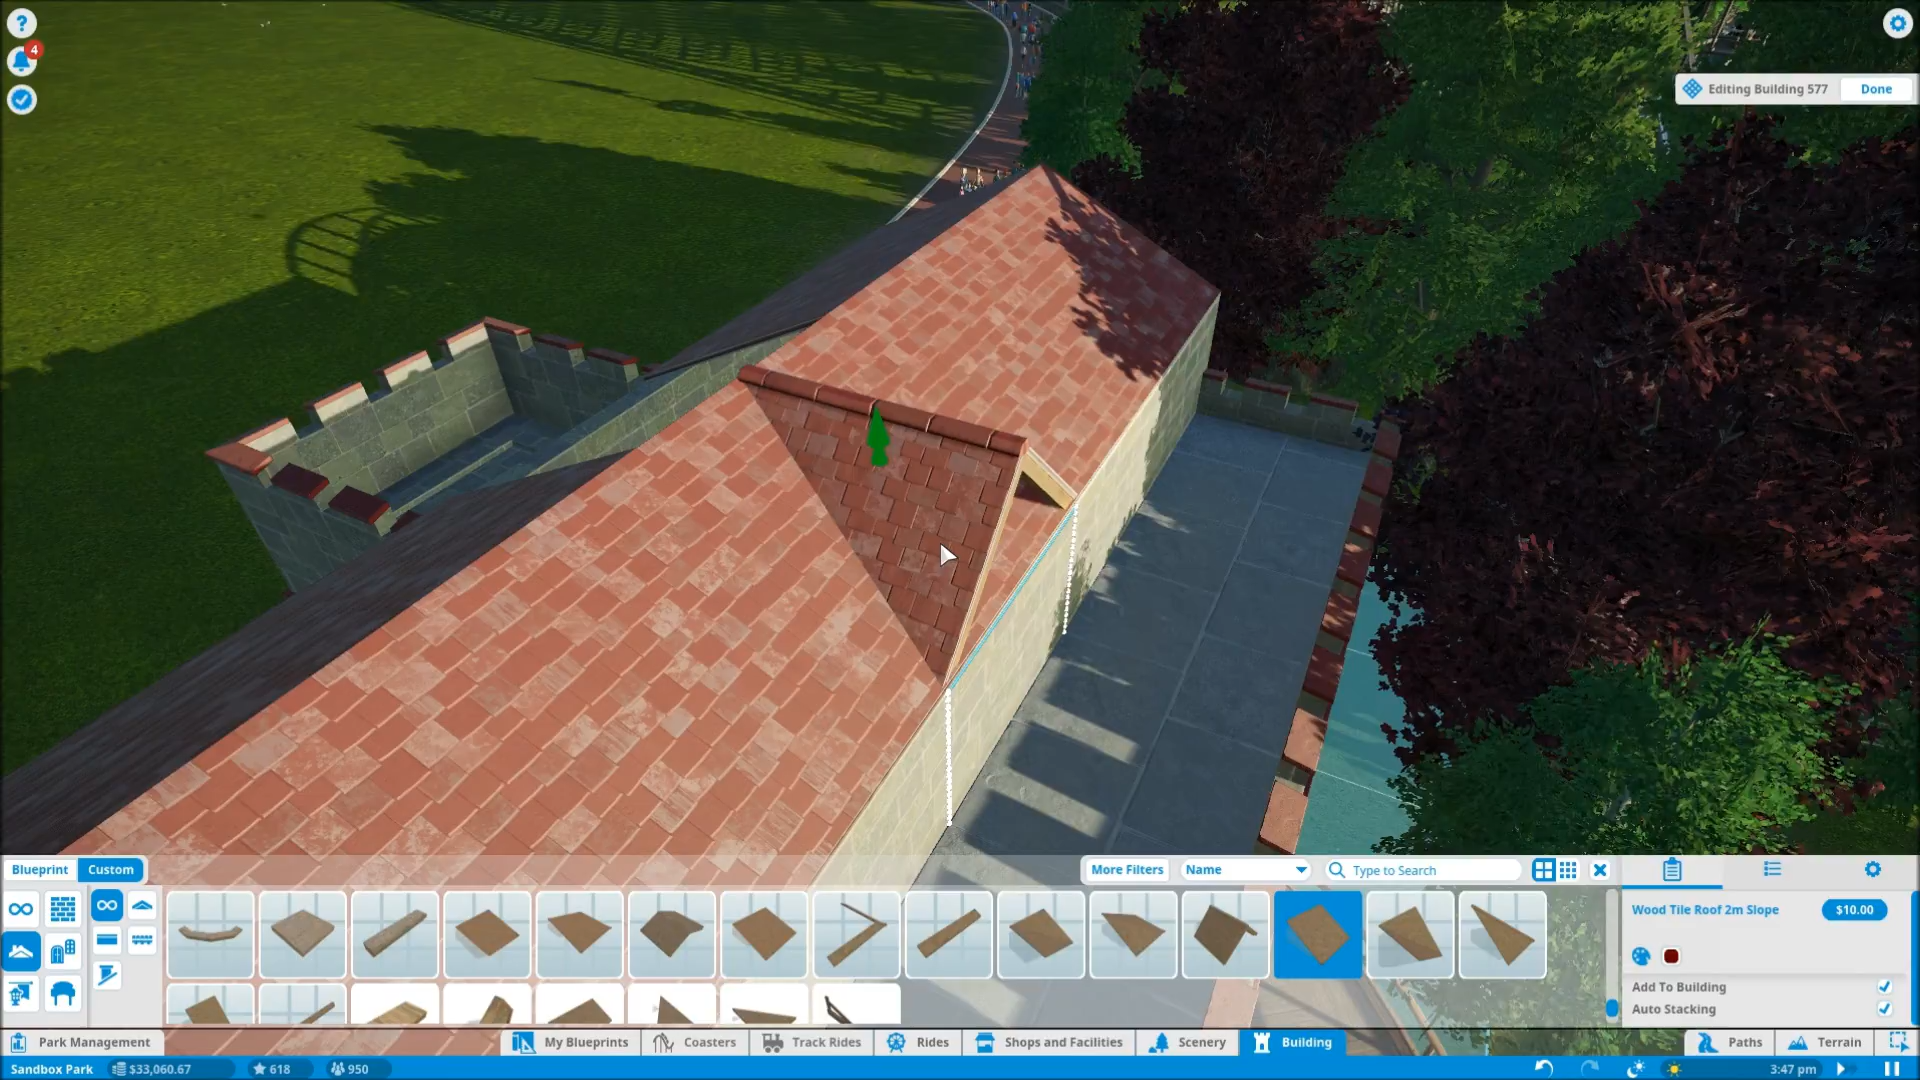 ?
4
Editing Building 577
Done
Blueprint
Custom
More Filters
Name
Type to Search
Wood Tile Roof 2m Slope
$10.00
Add To Building
Auto Stacking
Park Management
My Blueprints
Coasters
Track Rides
Rides
Shops and Facilities
Scenery
Building
Paths
Terrain
Sandbox Park
$33,060.67
618
950
3:47 pm